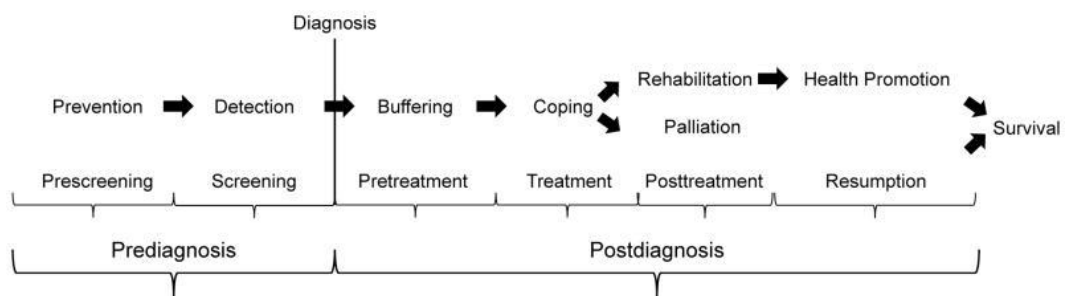 Diagnosis
Rehabilitation Health Promotion
Prevention Detection Buffering Coping
Palliation Survival
Prescreening Screening Pretreatment Treatment Posttreatment Resumption
Prediagnosis Postdiagnosis